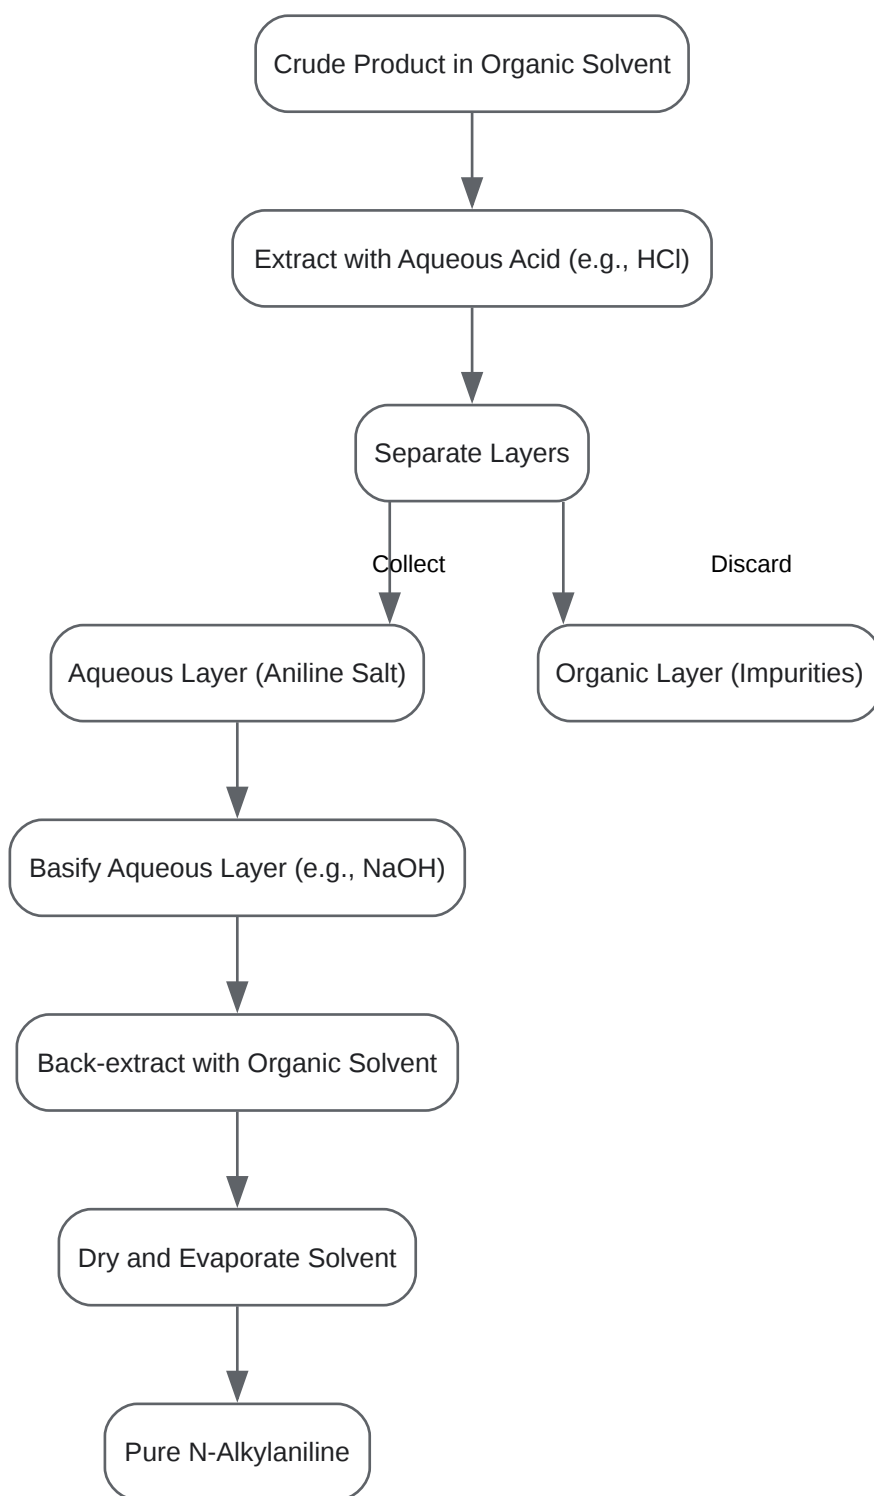 Crude Product in Organic Solvent
Extract with Aqueous Acid (e.g., HCl)
Separate Layers
Collect
Discard
Aqueous Layer (Aniline Salt)
Organic Layer (Impurities)
Basify Aqueous Layer (e.g., NaOH)
Back-extract with Organic Solvent
Dry and Evaporate Solvent
Pure N-Alkylaniline